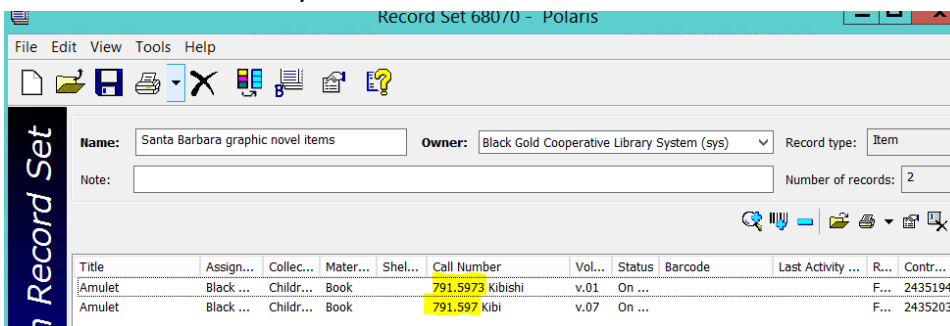 Record Set 68070 - Polaris
File Edit View Tools Help
Record Set
Name: Santa Barbara graphic novel items Owner: Black Gold Cooperative Library System (sys) Record type: Item
Note: Number of records: 2
Title Assign... Collec... Mater... Shel... Call Number Vol... Status Barcode Last Activity ... R... Contr...
Amulet Black ... Childr... Book 791.5973 Kibishi v.01 On ... F... 2435194
Amulet Black ... Childr... Book 791.597 Kibi v.07 On ... F... 2435203